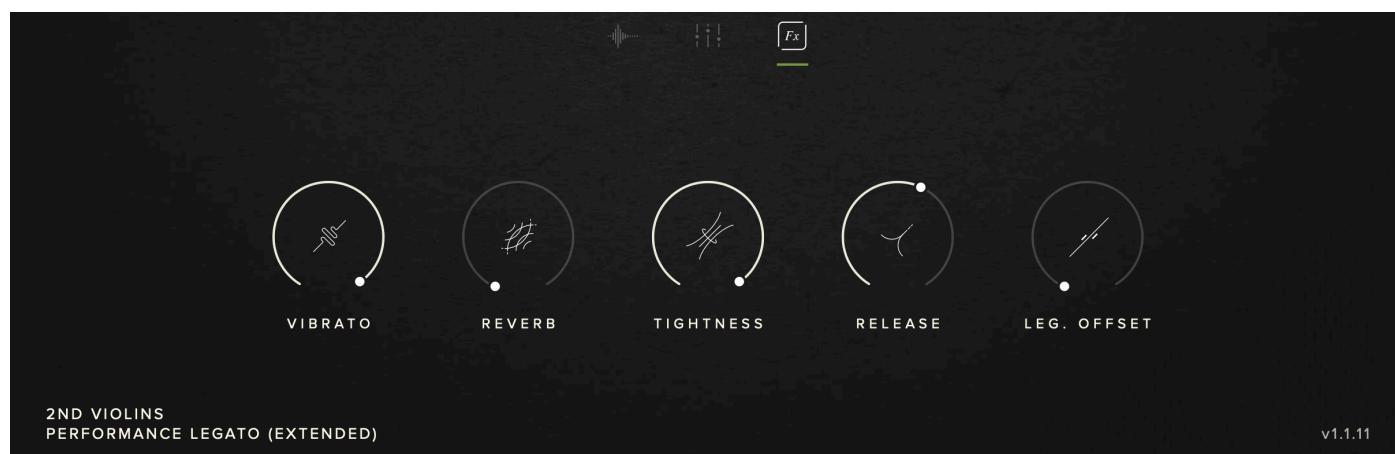 Fx
VIBRATO
REVERB
TIGHTNESS
RELEASE
LEG. OFFSET
2ND VIOLINS
PERFORMANCE LEGATO (EXTENDED)
v1.1.11